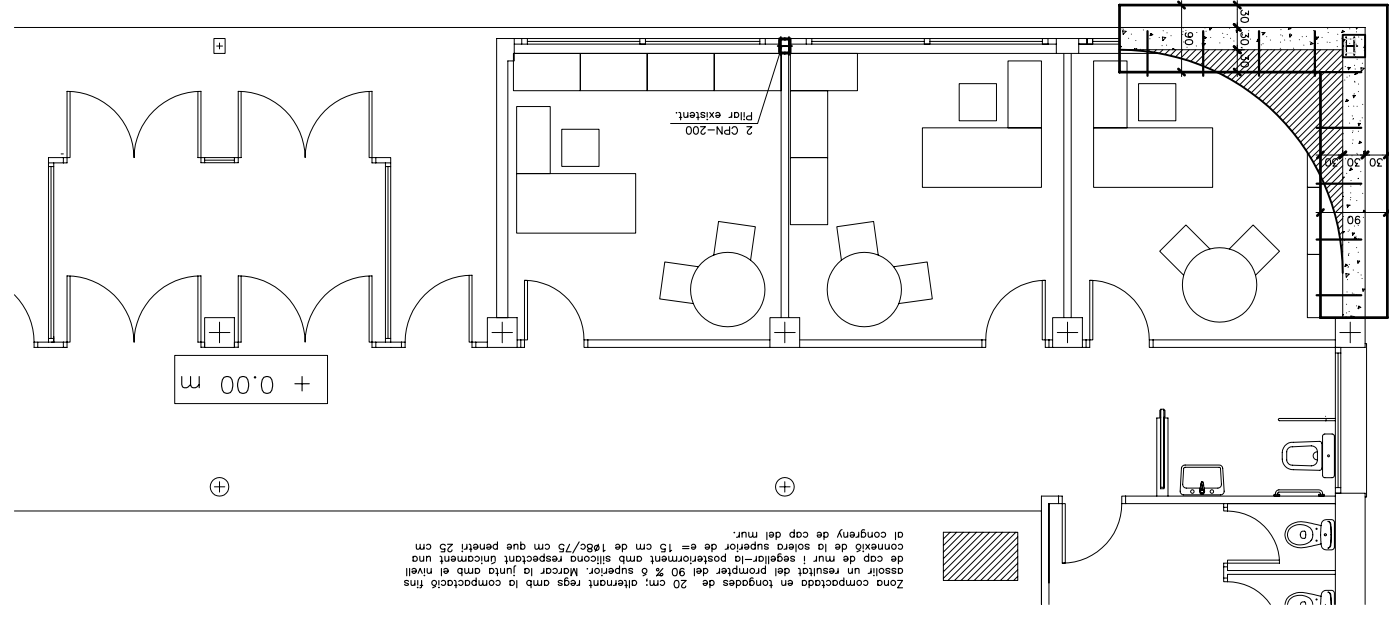 Zona compactada en tongades de 20 cm; alternant regs amb la compactació fins
assolir un resultat del prompter del 90 % ó superior. Marcar la junta amb el nivell
de cap de mur i segellar-la posteriorment amb silicona respectant únicament una
connexió de la solera superior de e= 15 cm de 1ø8c/75 cm que penetri 25 cm
al congreny de cap del mur.
+ 0.00 m
2 CPN-200
Pilar existent.
90
30 30 30
30
30
90
30